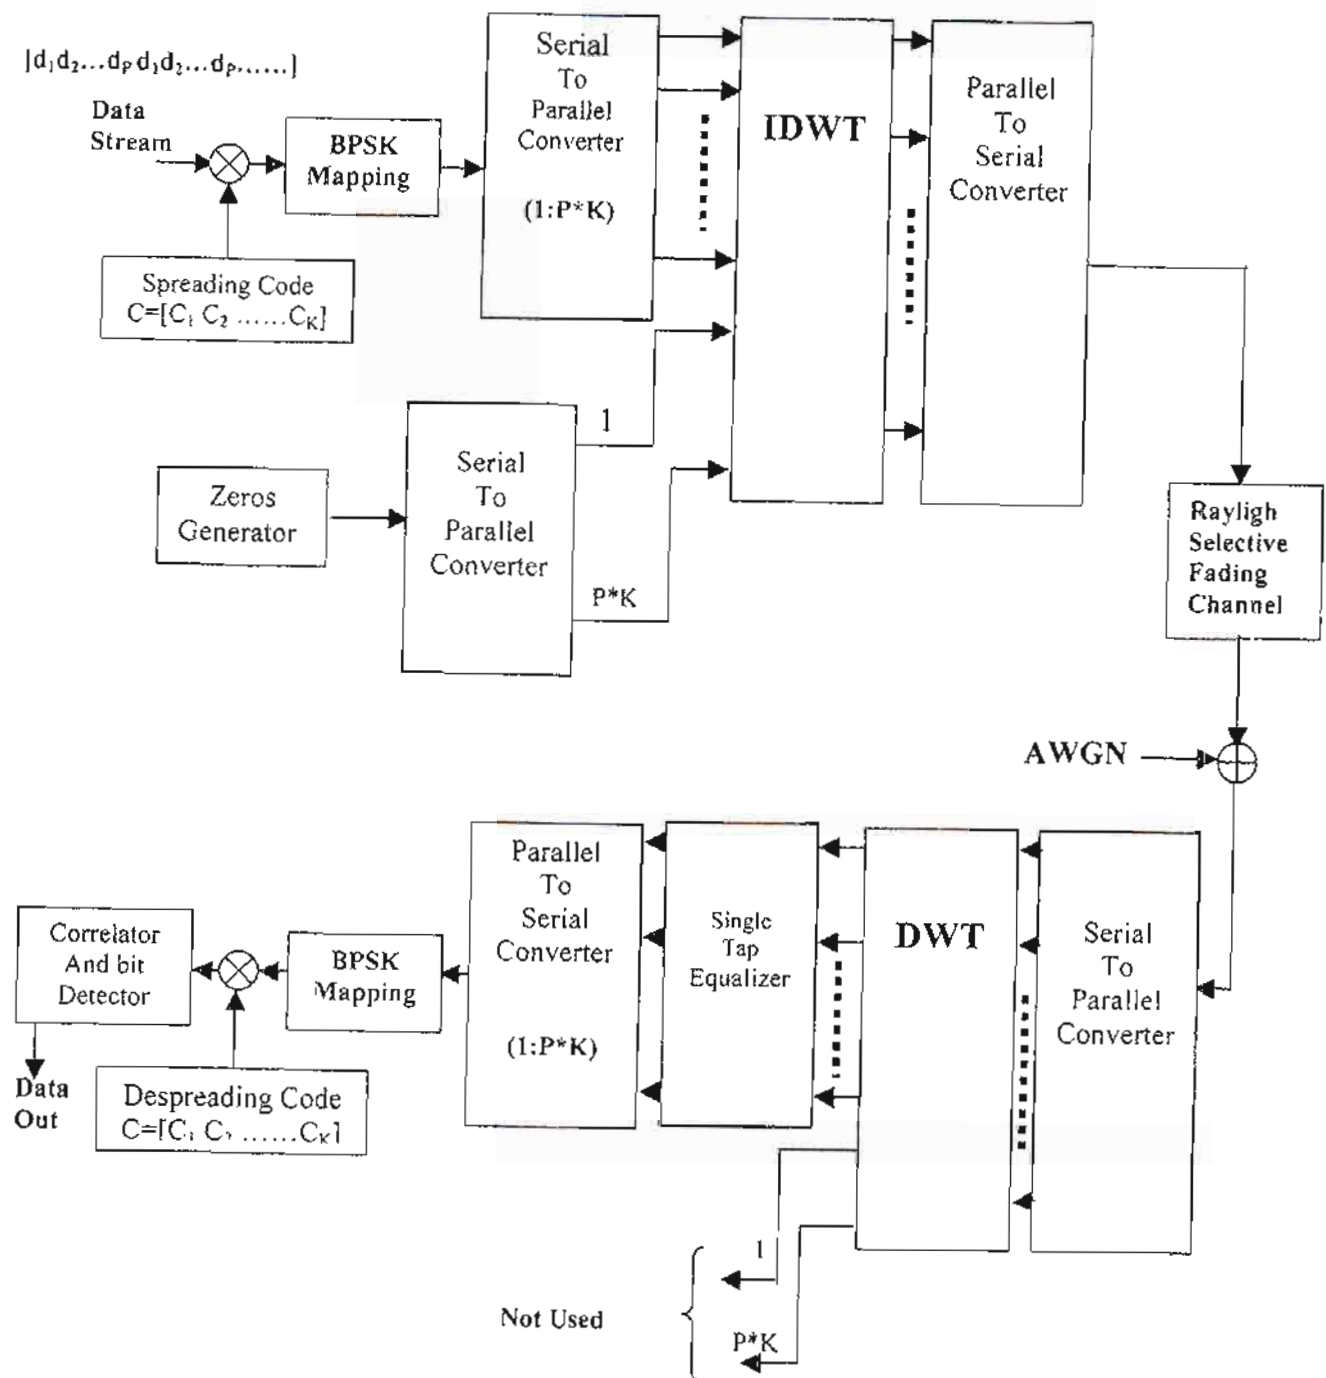 [d₁d₂...d_P d₁d₂...d_P......]
Data
Stream
BPSK
Mapping
Spreading Code
C=[C₁ C₂ ......C_K]
Serial
To
Parallel
Converter
(1:P*K)
IDWT
Parallel
To
Serial
Converter
Zeros
Generator
Serial
To
Parallel
Converter
1
P*K
Rayligh
Selective
Fading
Channel
AWGN
Serial
To
Parallel
Converter
DWT
Single
Tap
Equalizer
Parallel
To
Serial
Converter
(1:P*K)
BPSK
Mapping
Correlator
And bit
Detector
Despreading Code
C=[C₁ C₂ ......C_K]
Data
Out
Not Used
1
P*K